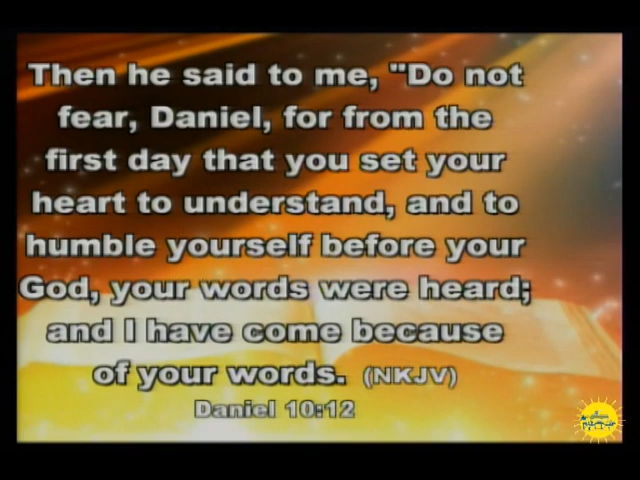 Then he said to me, "Do not
fear, Daniel, for from the
first day that you set your
heart to understand, and to
humble yourself before your
God, your words were heard;
and I have come because
of your words. (NKJV)
Daniel 10:12